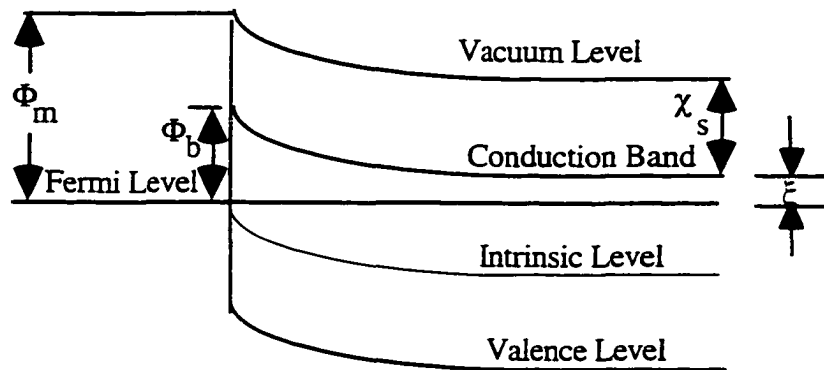 Vacuum Level
Φm
χs
Φb
Conduction Band
Fermi Level
ξ
Intrinsic Level
Valence Level